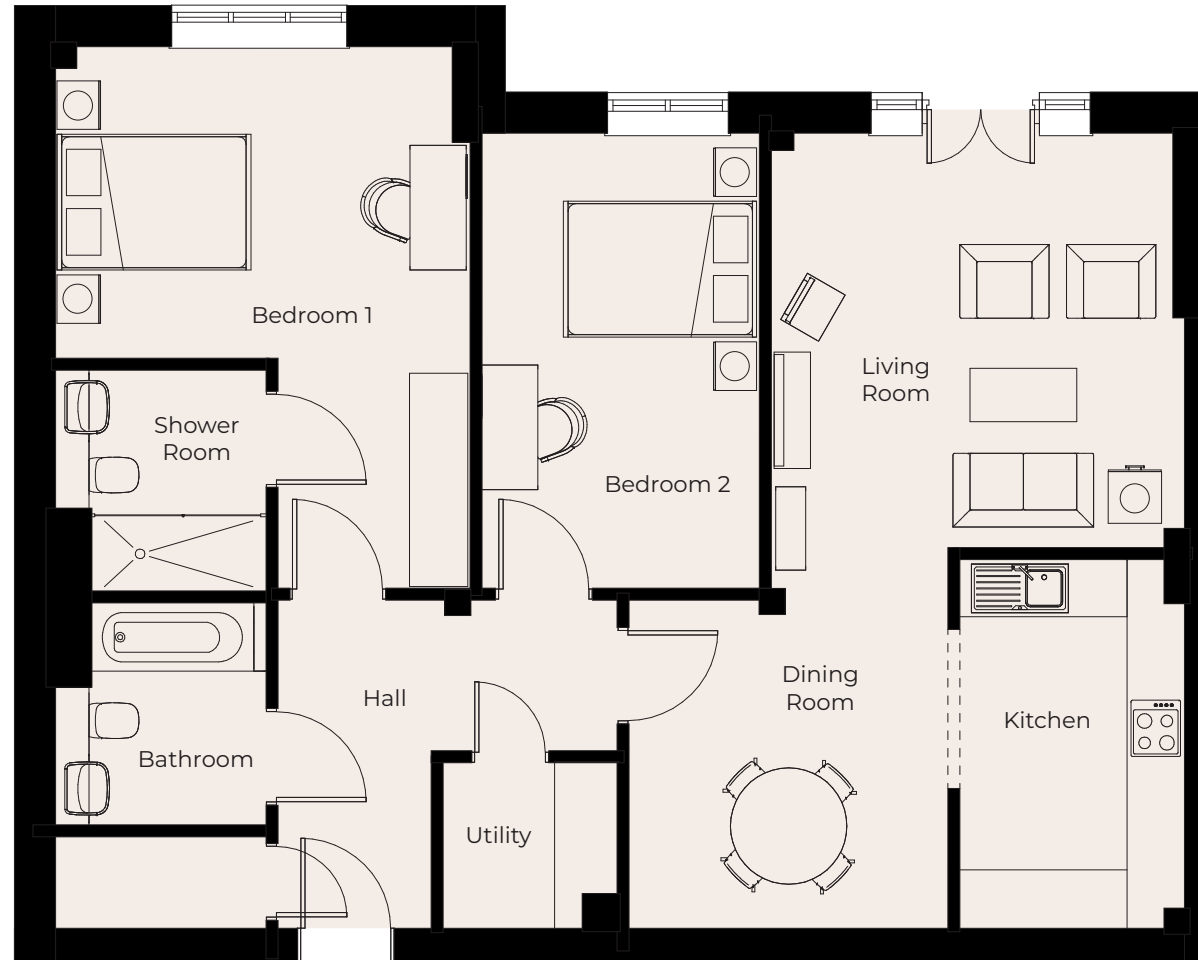 Bedroom 1
Living
Room
Shower
Room
Bedroom 2
Dining
Room
Hall
Kitchen
Bathroom
Utility